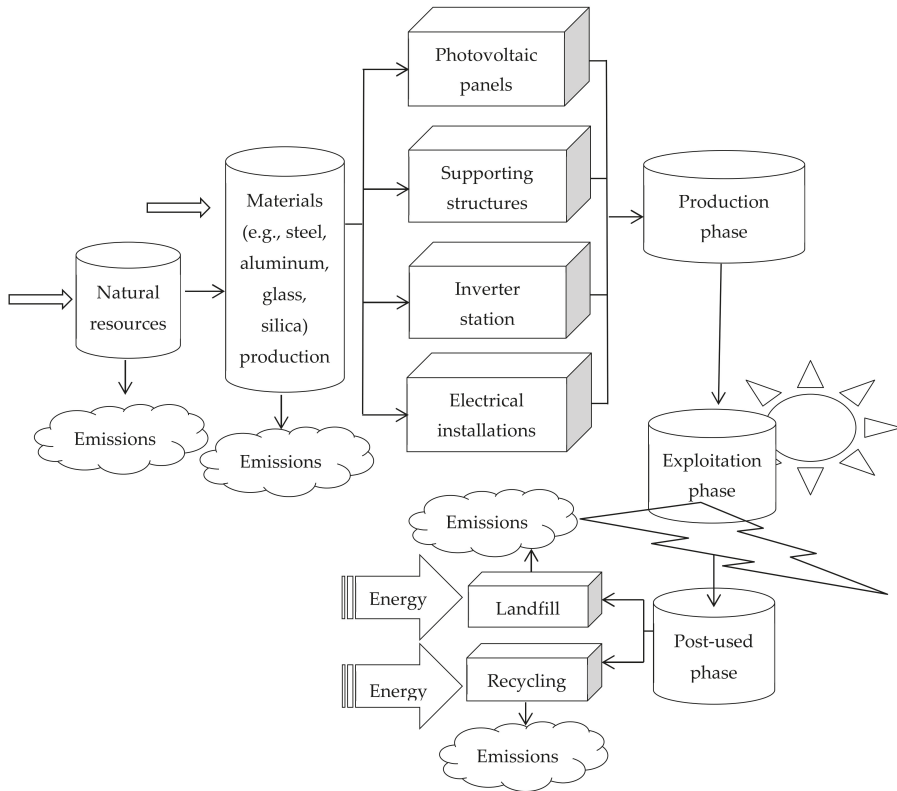 Photovoltaic
panels
Supporting
structures
Inverter
station
Electrical
installations
Materials
(e.g., steel,
aluminum,
glass,
silica)
production
Natural
resources
Emissions
Emissions
Production
phase
Exploitation
phase
Emissions
Energy
Landfill
Post-used
phase
Energy
Recycling
Emissions